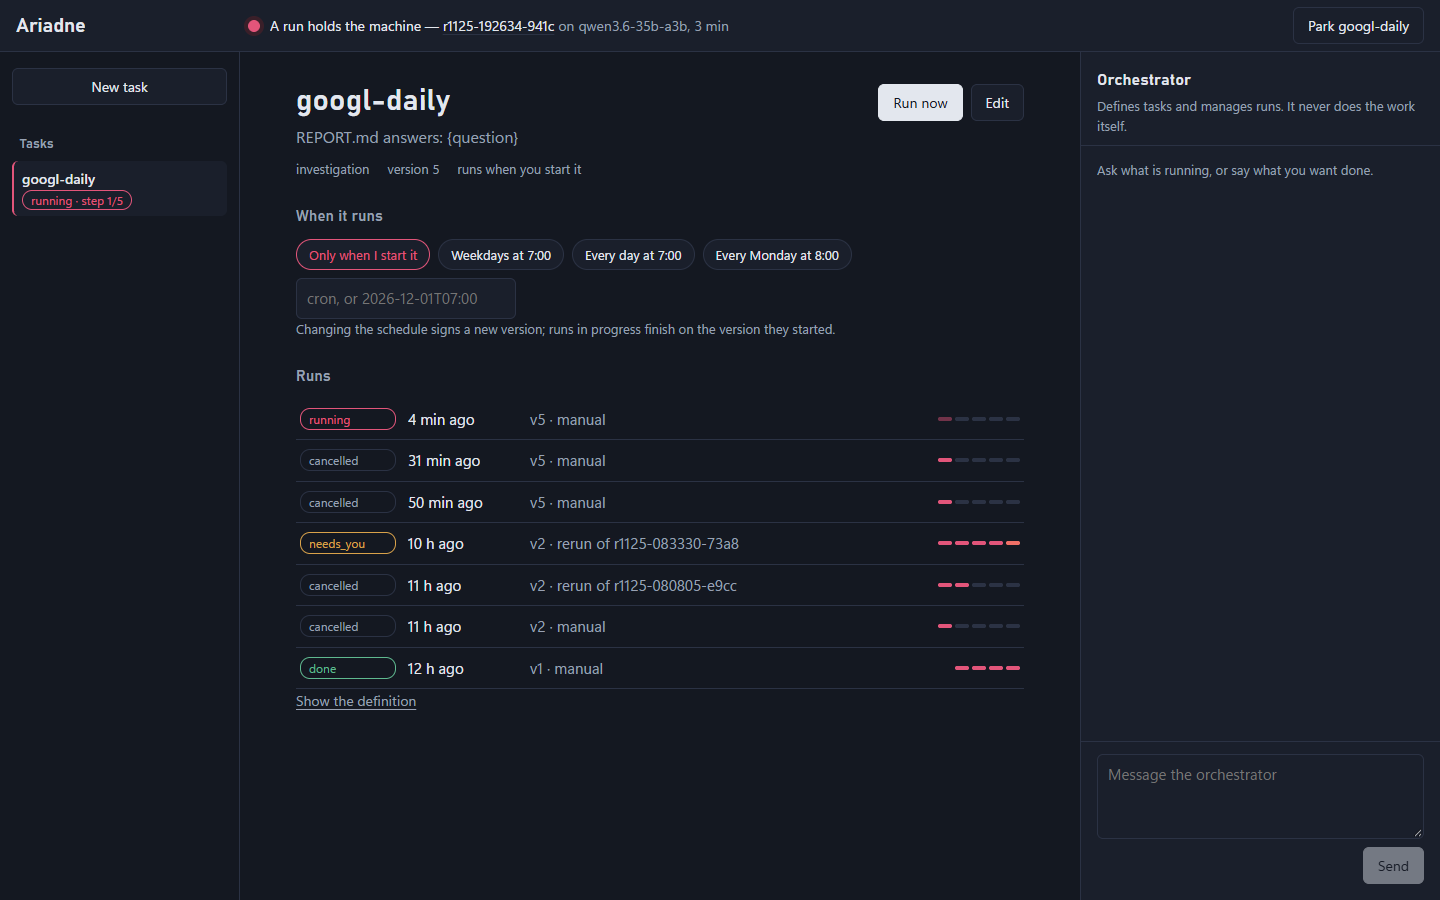 Ariadne
A run holds the machine — r1125-192634-941c on qwen3.6-35b-a3b, 3 min
Park googl-daily
New task
Tasks
googl-daily
running · step 1/5
googl-daily
Run now
Edit
REPORT.md answers: {question}
investigation version 5 runs when you start it
When it runs
Only when I start it
Weekdays at 7:00
Every day at 7:00
Every Monday at 8:00
cron, or 2026-12-01T07:00
Changing the schedule signs a new version; runs in progress finish on the version they started.
Runs
running 4 min ago v5 · manual
cancelled 31 min ago v5 · manual
cancelled 50 min ago v5 · manual
needs_you 10 h ago v2 · rerun of r1125-083330-73a8
cancelled 11 h ago v2 · rerun of r1125-080805-e9cc
cancelled 11 h ago v2 · manual
done 12 h ago v1 · manual
Show the definition
Orchestrator
Defines tasks and manages runs. It never does the work
itself.
Ask what is running, or say what you want done.
Message the orchestrator
Send